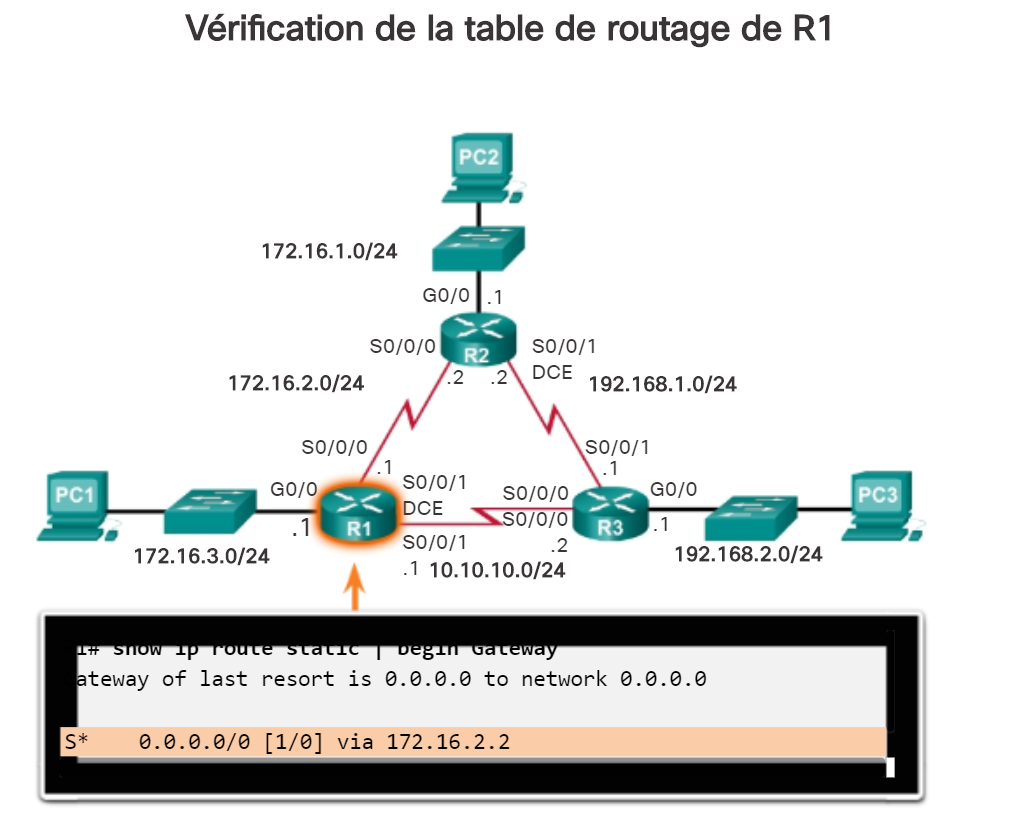 Vérification de la table de routage de R1
PC2
172.16.1.0/24
G0/0 .1
S0/0/0 R2 S0/0/1
.2 .2 DCE
172.16.2.0/24 192.168.1.0/24
S0/0/0 S0/0/1
.1 .1
PC1 G0/0 S0/0/1 S0/0/0 G0/0 PC3
DCE
.1 R1 S0/0/0 R3 .1
S0/0/1 .2
172.16.3.0/24 192.168.2.0/24
.1 10.10.10.0/24
1# show ip route static | begin Gateway
ateway of last resort is 0.0.0.0 to network 0.0.0.0
S* 0.0.0.0/0 [1/0] via 172.16.2.2